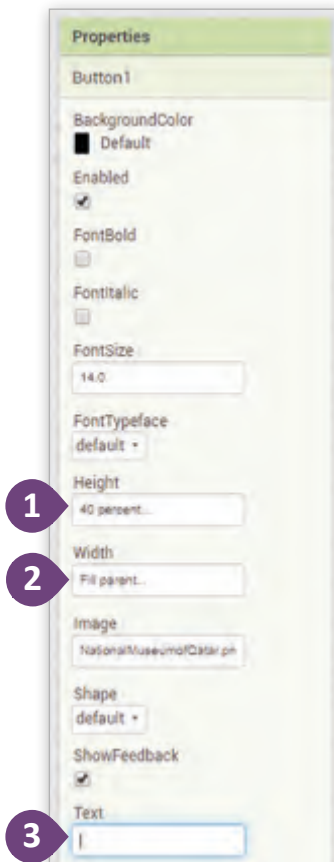 Properties
Button1
BackgroundColor
Default
Enabled
FontBold
FontItalic
FontSize
14.0
FontTypeface
default
1
Height
40 percent...
2
Width
Fill parent...
Image
NationalMuseumofQatar.pn
Shape
default
ShowFeedback
3
Text